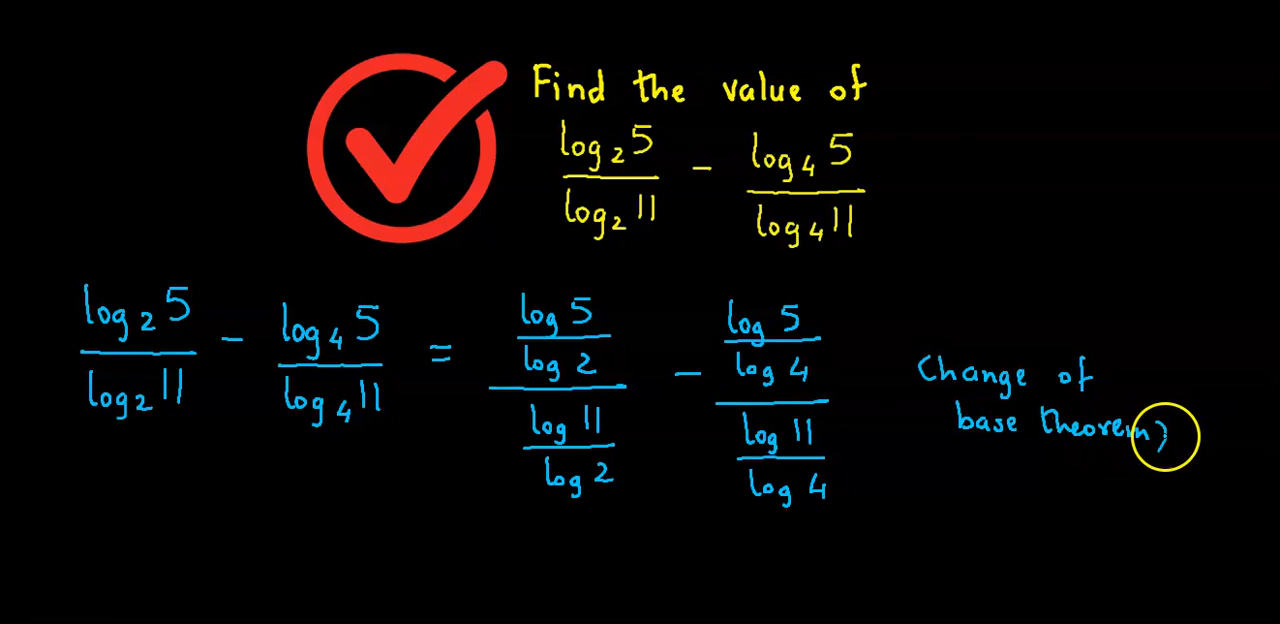 Find the value of
log₂5/log₂11 − log₄5/log₄11
log₂5/log₂11 − log₄5/log₄11 = (log 5/log 2)/(log 11/log 2) − (log 5/log 4)/(log 11/log 4)
Change of
base theorem)